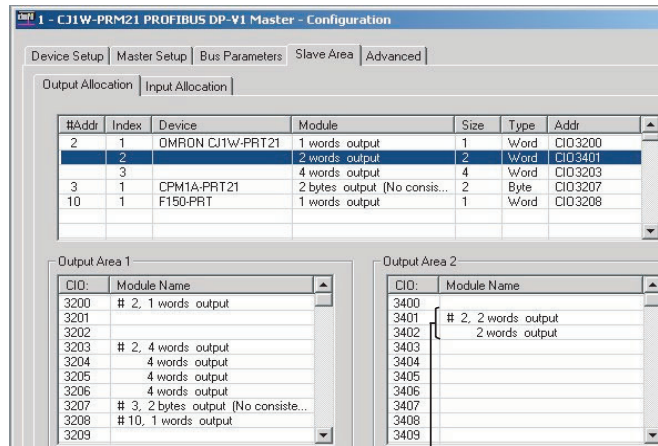 1 - CJ1W-PRM21 PROFIBUS DP-V1 Master - Configuration
Device Setup Master Setup Bus Parameters Slave Area Advanced
Output Allocation Input Allocation
#Addr Index Device Module Size Type Addr
2 1 OMRON CJ1W-PRT21 1 words output 1 Word CIO3200
2 2 words output 2 Word CIO3401
3 4 words output 4 Word CIO3203
3 1 CPM1A-PRT21 2 bytes output (No consis... 2 Byte CIO3207
10 1 F150-PRT 1 words output 1 Word CIO3208
Output Area 1
CIO: Module Name
3200 # 2, 1 words output
3201
3202
3203 # 2, 4 words output
3204 4 words output
3205 4 words output
3206 4 words output
3207 # 3, 2 bytes output (No consiste...
3208 #10, 1 words output
3209
Output Area 2
CIO: Module Name
3400
3401 # 2, 2 words output
3402 2 words output
3403
3404
3405
3406
3407
3408
3409